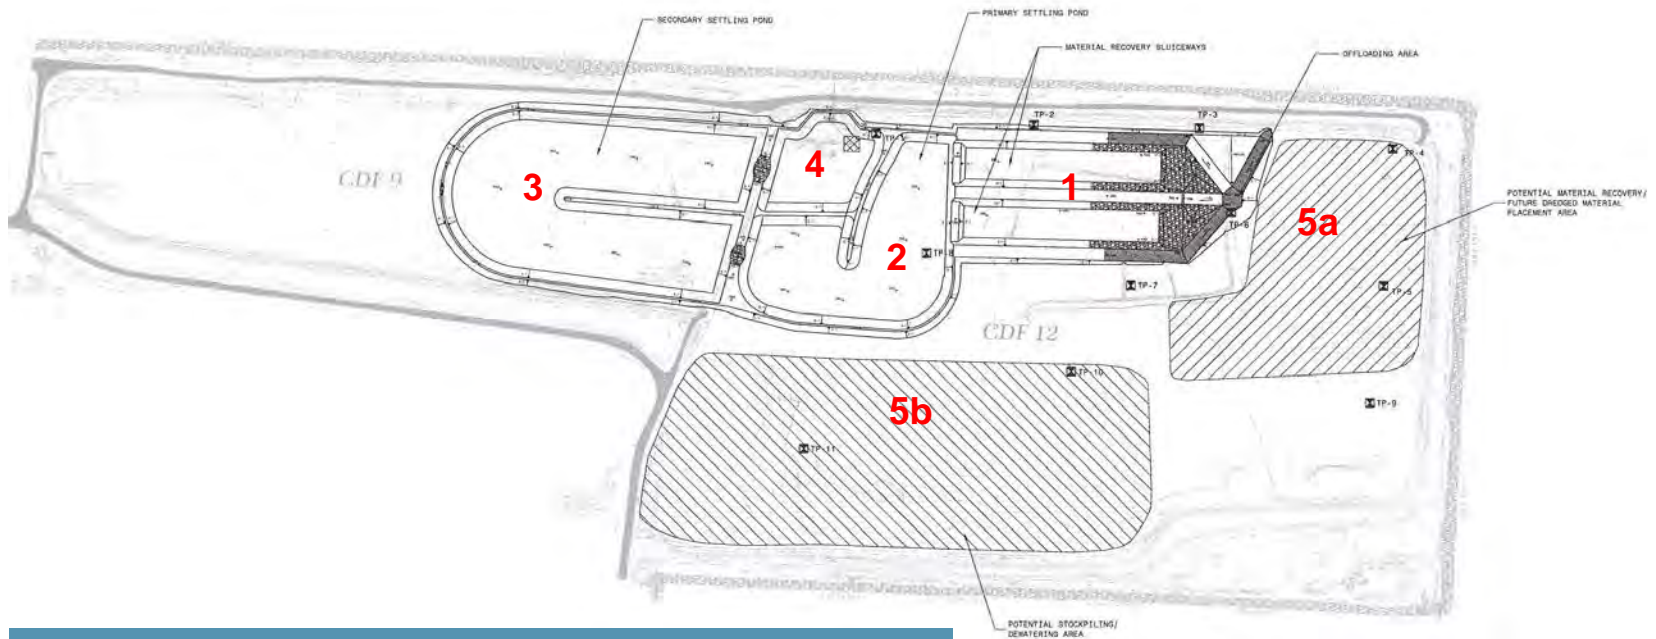 SECONDARY SETTLING POND
PRIMARY SETTLING POND
MATERIAL RECOVERY SLUICEWAYS
OFFLOADING AREA
TP-2
TP-3
TP-4
4
3
1
CDF 9
POTENTIAL MATERIAL RECOVERY/
FUTURE DREDGED MATERIAL
PLACEMENT AREA
5a
TP-6
2
TP-8
TP-7
TP-5
CDF 12
TP-10
5b
TP-9
TP-11
POTENTIAL STOCKPILING/
DEWATERING AREA